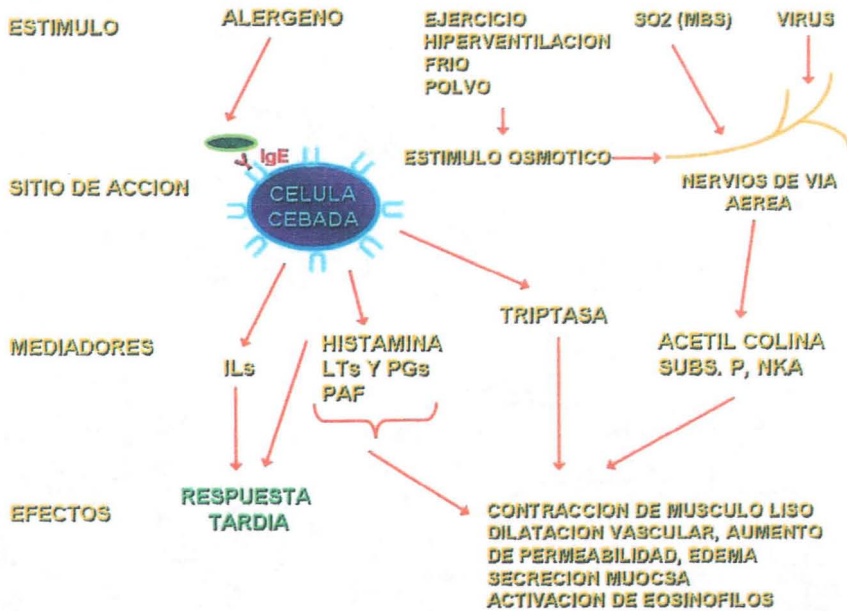 ESTIMULO
ALERGENO
EJERCICIO
HIPERVENTILACION
FRIO
POLVO
SO2 (MBS)
VIRUS
IgE
ESTIMULO OSMOTICO
SITIO DE ACCION
CELULA
CEBADA
NERVIOS DE VIA
AEREA
MEDIADORES
ILs
HISTAMINA
LTs Y PGs
PAF
TRIPTASA
ACETIL COLINA
SUBS. P, NKA
EFECTOS
RESPUESTA
TARDIA
CONTRACCION DE MUSCULO LISO
DILATACION VASCULAR, AUMENTO
DE PERMEABILIDAD, EDEMA
SECRECION MUOCSA
ACTIVACION DE EOSINOFILOS